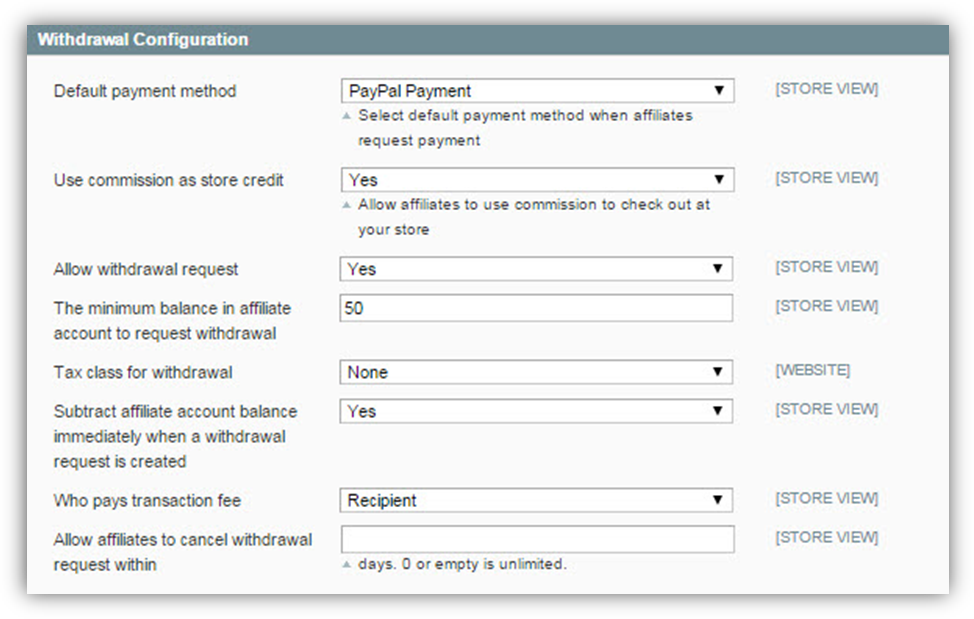 Withdrawal Configuration
Default payment method PayPal Payment [STORE VIEW]
Select default payment method when affiliates
request payment
Use commission as store credit Yes [STORE VIEW]
Allow affiliates to use commission to check out at
your store
Allow withdrawal request Yes [STORE VIEW]
The minimum balance in affiliate 50 [STORE VIEW]
account to request withdrawal
Tax class for withdrawal None [WEBSITE]
Subtract affiliate account balance Yes [STORE VIEW]
immediately when a withdrawal
request is created
Who pays transaction fee Recipient [STORE VIEW]
Allow affiliates to cancel withdrawal [STORE VIEW]
request within days. 0 or empty is unlimited.